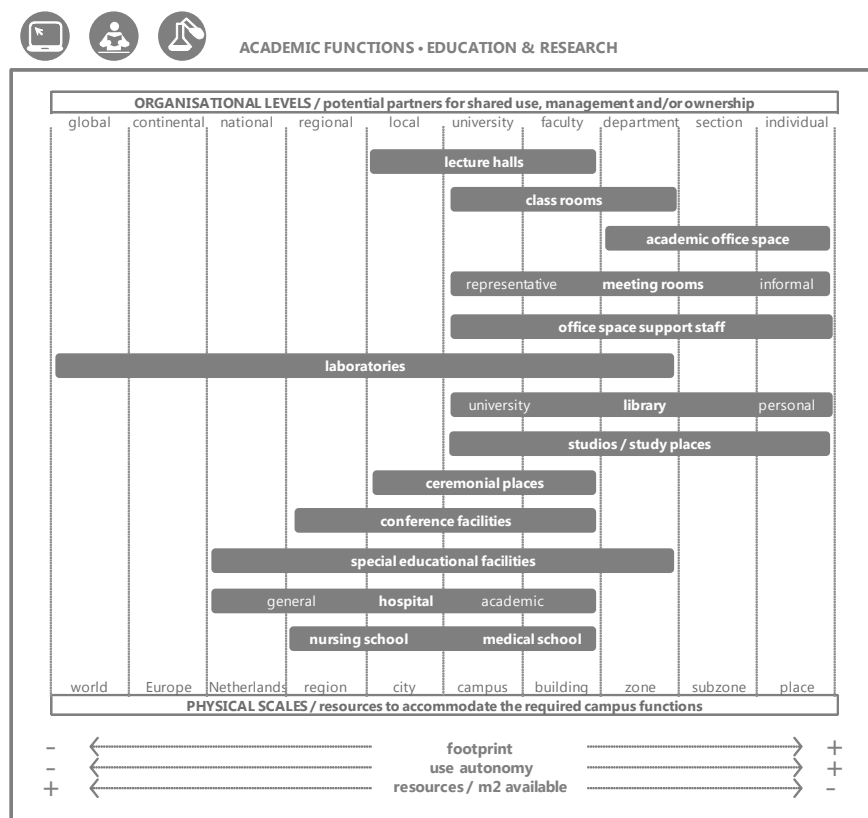 ACADEMIC FUNCTIONS • EDUCATION & RESEARCH
ORGANISATIONAL LEVELS / potential partners for shared use, management and/or ownership
global continental national regional local university faculty department section individual
lecture halls
class rooms
academic office space
representative meeting rooms informal
office space support staff
laboratories
university library personal
studios / study places
ceremonial places
conference facilities
special educational facilities
general hospital academic
nursing school medical school
world Europe Netherlands region city campus building zone subzone place
PHYSICAL SCALES / resources to accommodate the required campus functions
- footprint +
- use autonomy +
+ resources / m2 available -